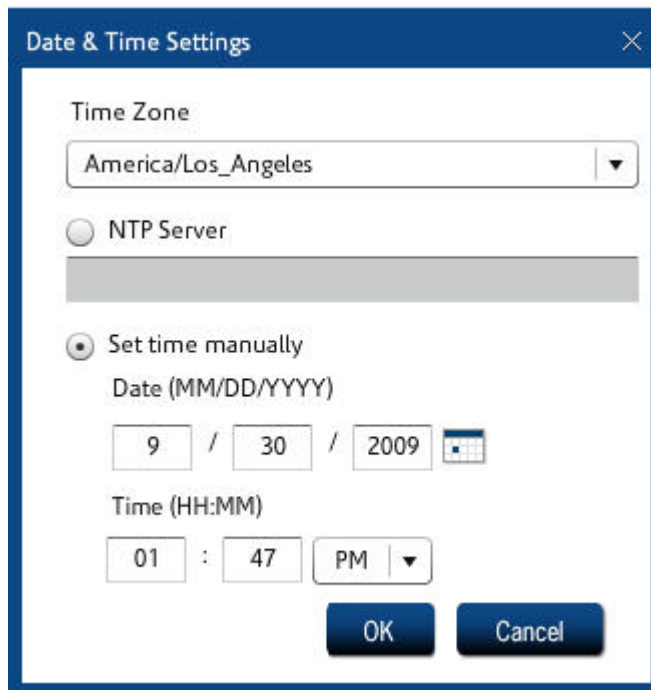 Date & Time Settings
Time Zone
America/Los_Angeles
NTP Server
Set time manually
Date (MM/DD/YYYY)
9 / 30 / 2009
Time (HH:MM)
01 : 47 PM
OK Cancel